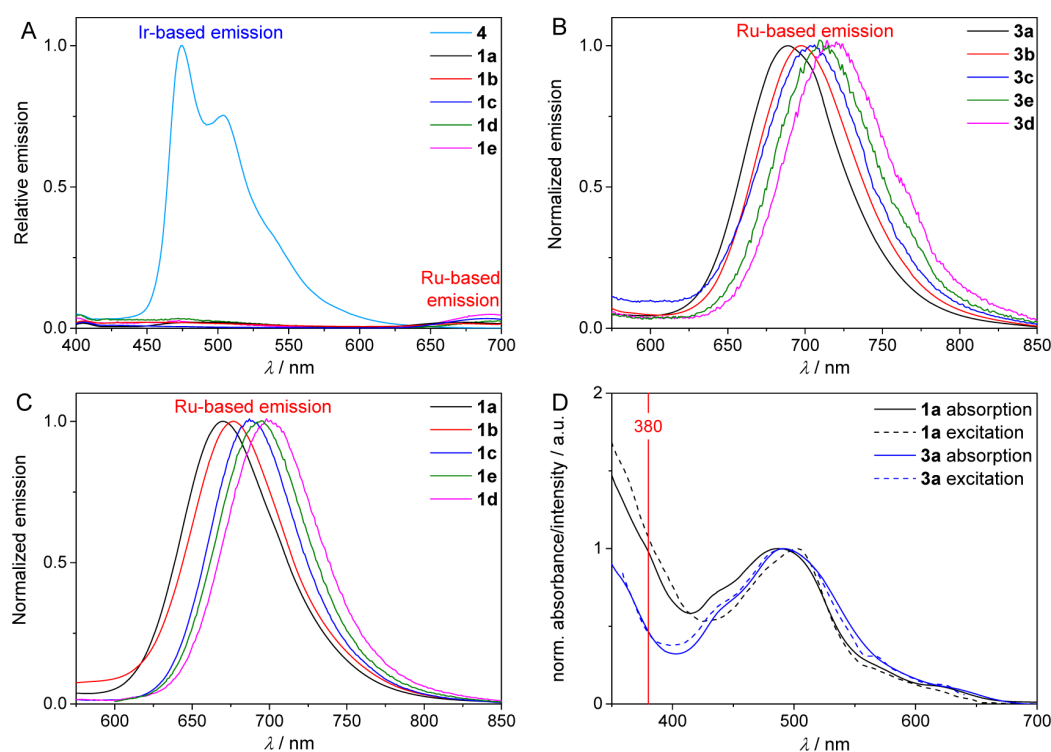 A
Ir-based emission
4
1a
1b
1c
1d
1e
Ru-based
emission
Relative emission
1.0
0.5
0.0
400 450 500 550 600 650 700
λ / nm
B
Ru-based emission
3a
3b
3c
3e
3d
Normalized emission
1.0
0.5
0.0
600 650 700 750 800 850
λ / nm
C
Ru-based emission
1a
1b
1c
1e
1d
Normalized emission
1.0
0.5
0.0
600 650 700 750 800 850
λ / nm
D
380
1a absorption
1a excitation
3a absorption
3a excitation
norm. absorbance/intensity / a.u.
2
1
0
400 500 600 700
λ / nm